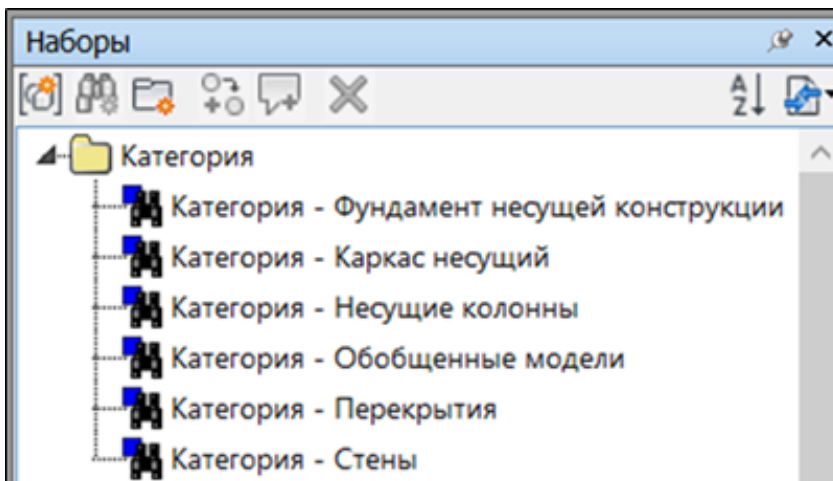 Наборы
A
Z
Категория
Категория - Фундамент несущей конструкции
Категория - Каркас несущий
Категория - Несущие колонны
Категория - Обобщенные модели
Категория - Перекрытия
Категория - Стены